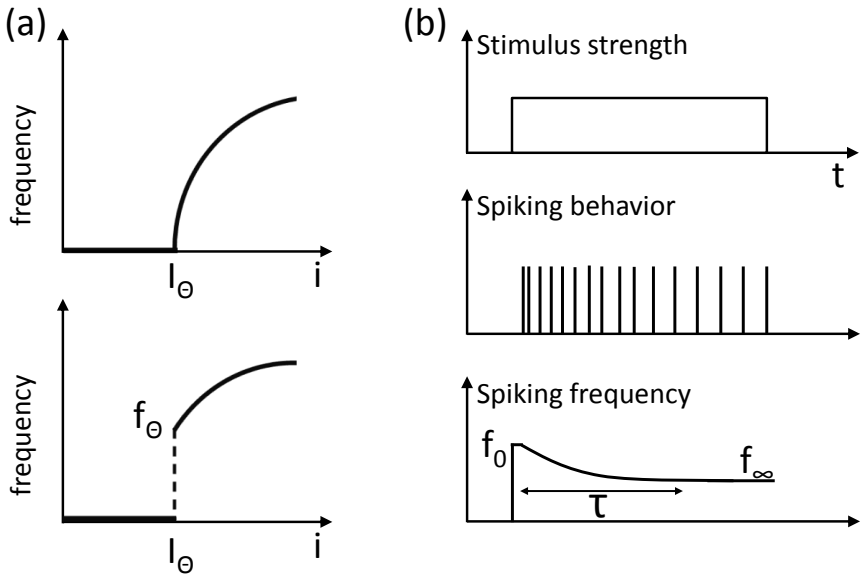 (a)
frequency
I_Θ
i
frequency
f_Θ
I_Θ
i
(b)
Stimulus strength
t
Spiking behavior
Spiking frequency
f_0
f_∞
τ